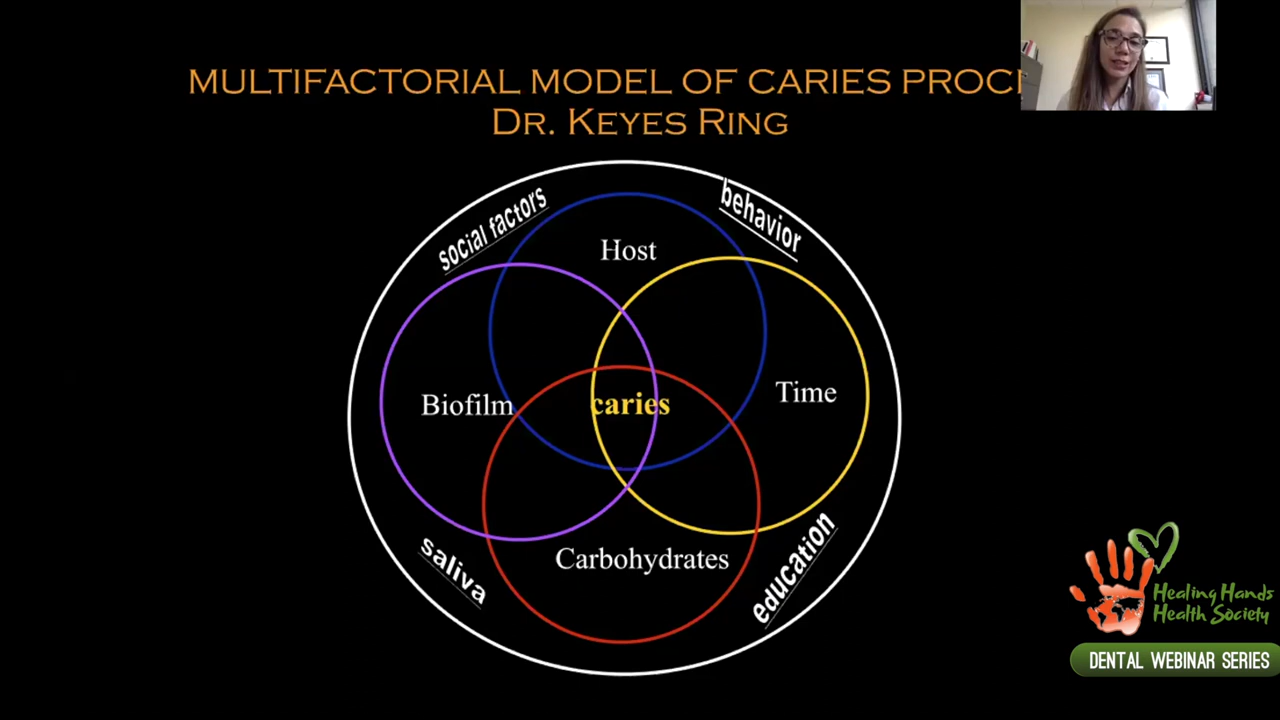 MULTIFACTORIAL MODEL OF CARIES
DR. KEYES RING
social factors
behavior
Host
Biofilm
caries
Time
saliva
Carbohydrates
education
Healing Hands
Health Society
DENTAL WEBINAR SERIES